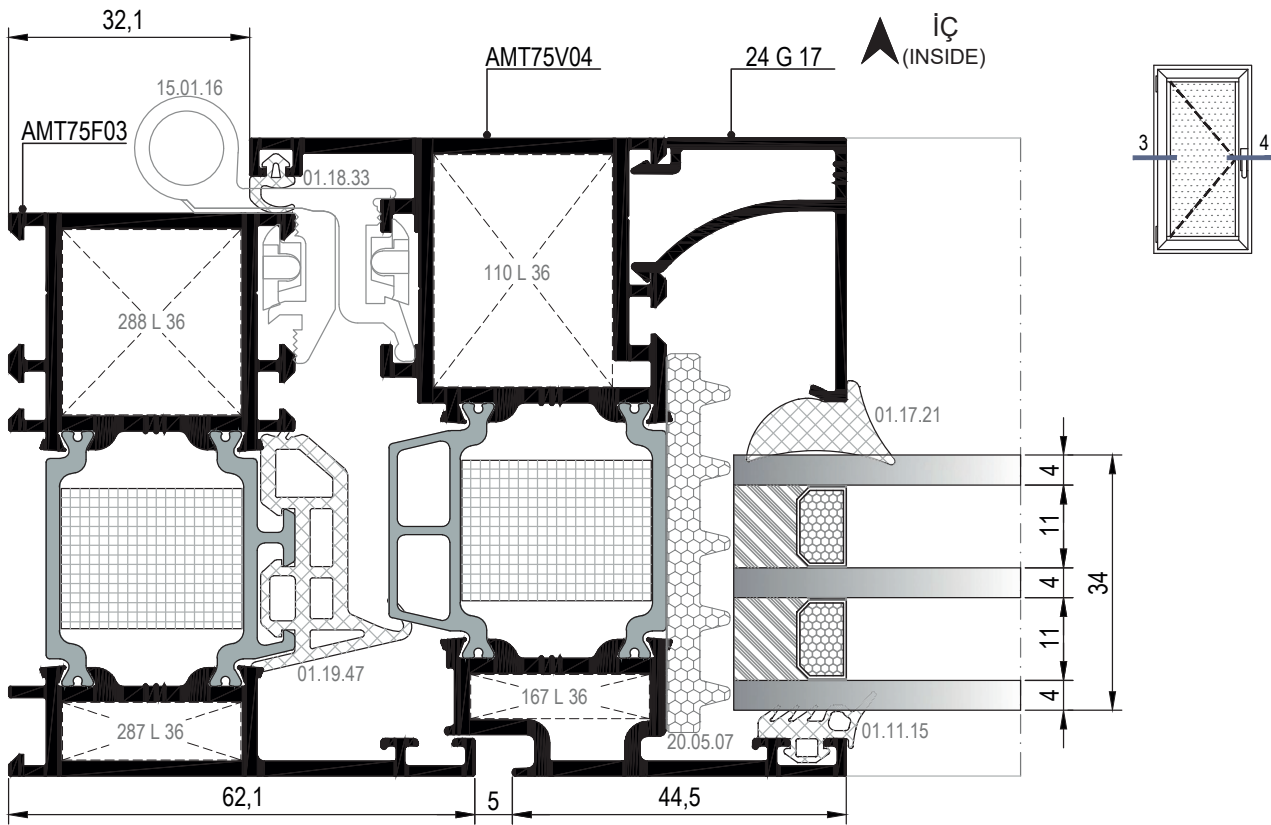 32,1
AMT75V04
24 G 17
İÇ
(INSIDE)
15.01.16
AMT75F03
3
4
01.18.33
110 L 36
288 L 36
01.17.21
4
11
4
34
11
4
01.19.47
167 L 36
287 L 36
20.05.07
01.11.15
62,1
5
44,5